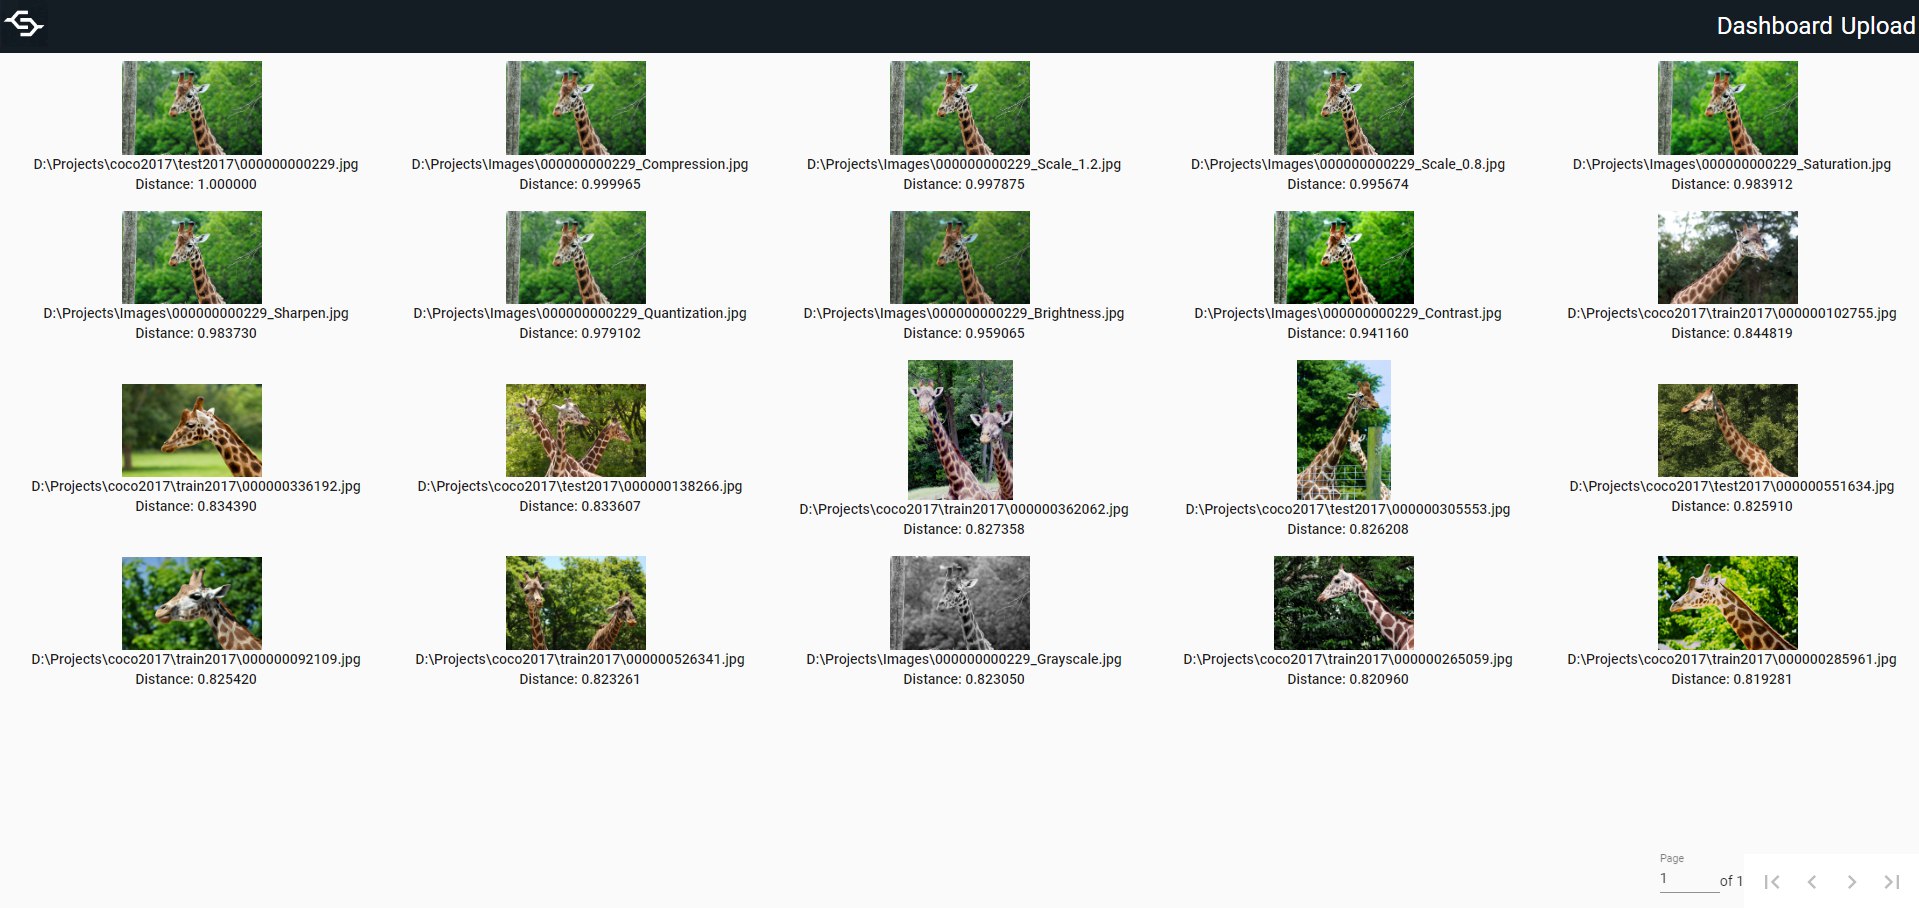 Dashboard Upload
D:\Projects\coco2017\test2017\000000000229.jpg
Distance: 1.000000
D:\Projects\Images\000000000229_Compression.jpg
Distance: 0.999965
D:\Projects\Images\000000000229_Scale_1.2.jpg
Distance: 0.997875
D:\Projects\Images\000000000229_Scale_0.8.jpg
Distance: 0.995674
D:\Projects\Images\000000000229_Saturation.jpg
Distance: 0.983912
D:\Projects\Images\000000000229_Sharpen.jpg
Distance: 0.983730
D:\Projects\Images\000000000229_Quantization.jpg
Distance: 0.979102
D:\Projects\Images\000000000229_Brightness.jpg
Distance: 0.959065
D:\Projects\Images\000000000229_Contrast.jpg
Distance: 0.941160
D:\Projects\coco2017\train2017\000000102755.jpg
Distance: 0.844819
D:\Projects\coco2017\train2017\000000336192.jpg
Distance: 0.834390
D:\Projects\coco2017\test2017\000000138266.jpg
Distance: 0.833607
D:\Projects\coco2017\train2017\000000362062.jpg
Distance: 0.827358
D:\Projects\coco2017\test2017\000000305553.jpg
Distance: 0.826208
D:\Projects\coco2017\test2017\000000551634.jpg
Distance: 0.825910
D:\Projects\coco2017\train2017\000000092109.jpg
Distance: 0.825420
D:\Projects\coco2017\train2017\000000526341.jpg
Distance: 0.823261
D:\Projects\Images\000000000229_Grayscale.jpg
Distance: 0.823050
D:\Projects\coco2017\train2017\000000265059.jpg
Distance: 0.820960
D:\Projects\coco2017\train2017\000000285961.jpg
Distance: 0.819281
Page
1 of 1